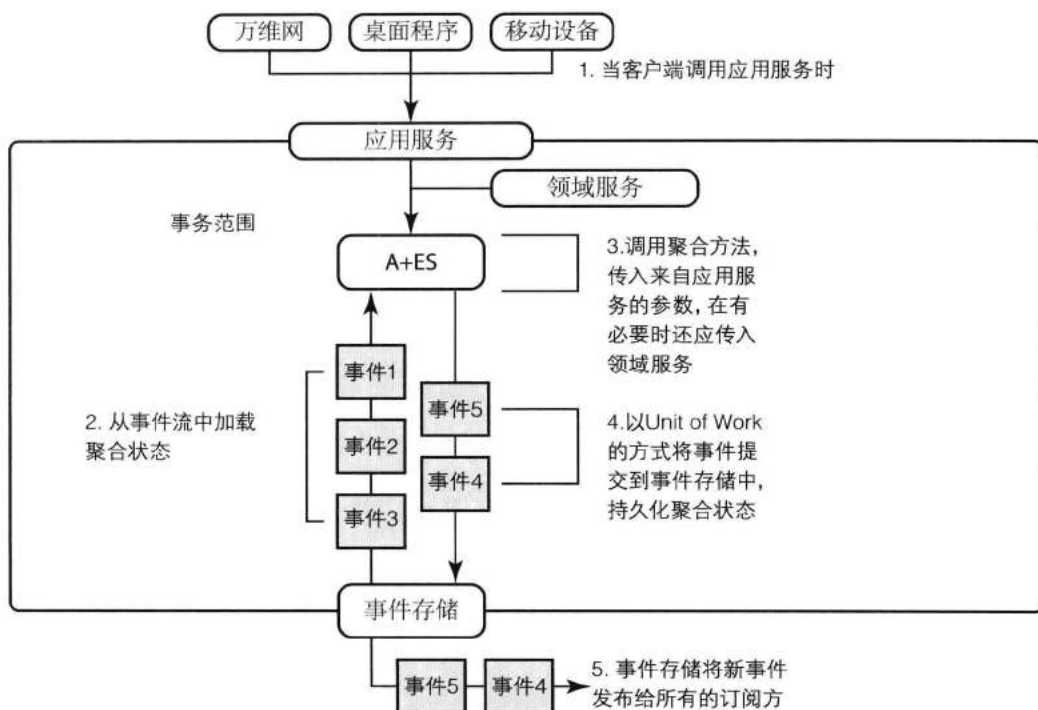 万维网
桌面程序
移动设备
1. 当客户端调用应用服务时
应用服务
领域服务
事务范围
A+ES
3.调用聚合方法，
传入来自应用服
务的参数，在有
必要时还应传入
领域服务
事件1
事件2
事件3
2. 从事件流中加载
聚合状态
事件5
事件4
4.以Unit of Work
的方式将事件提
交到事件存储中，
持久化聚合状态
事件存储
事件5
事件4
5. 事件存储将新事件
发布给所有的订阅方